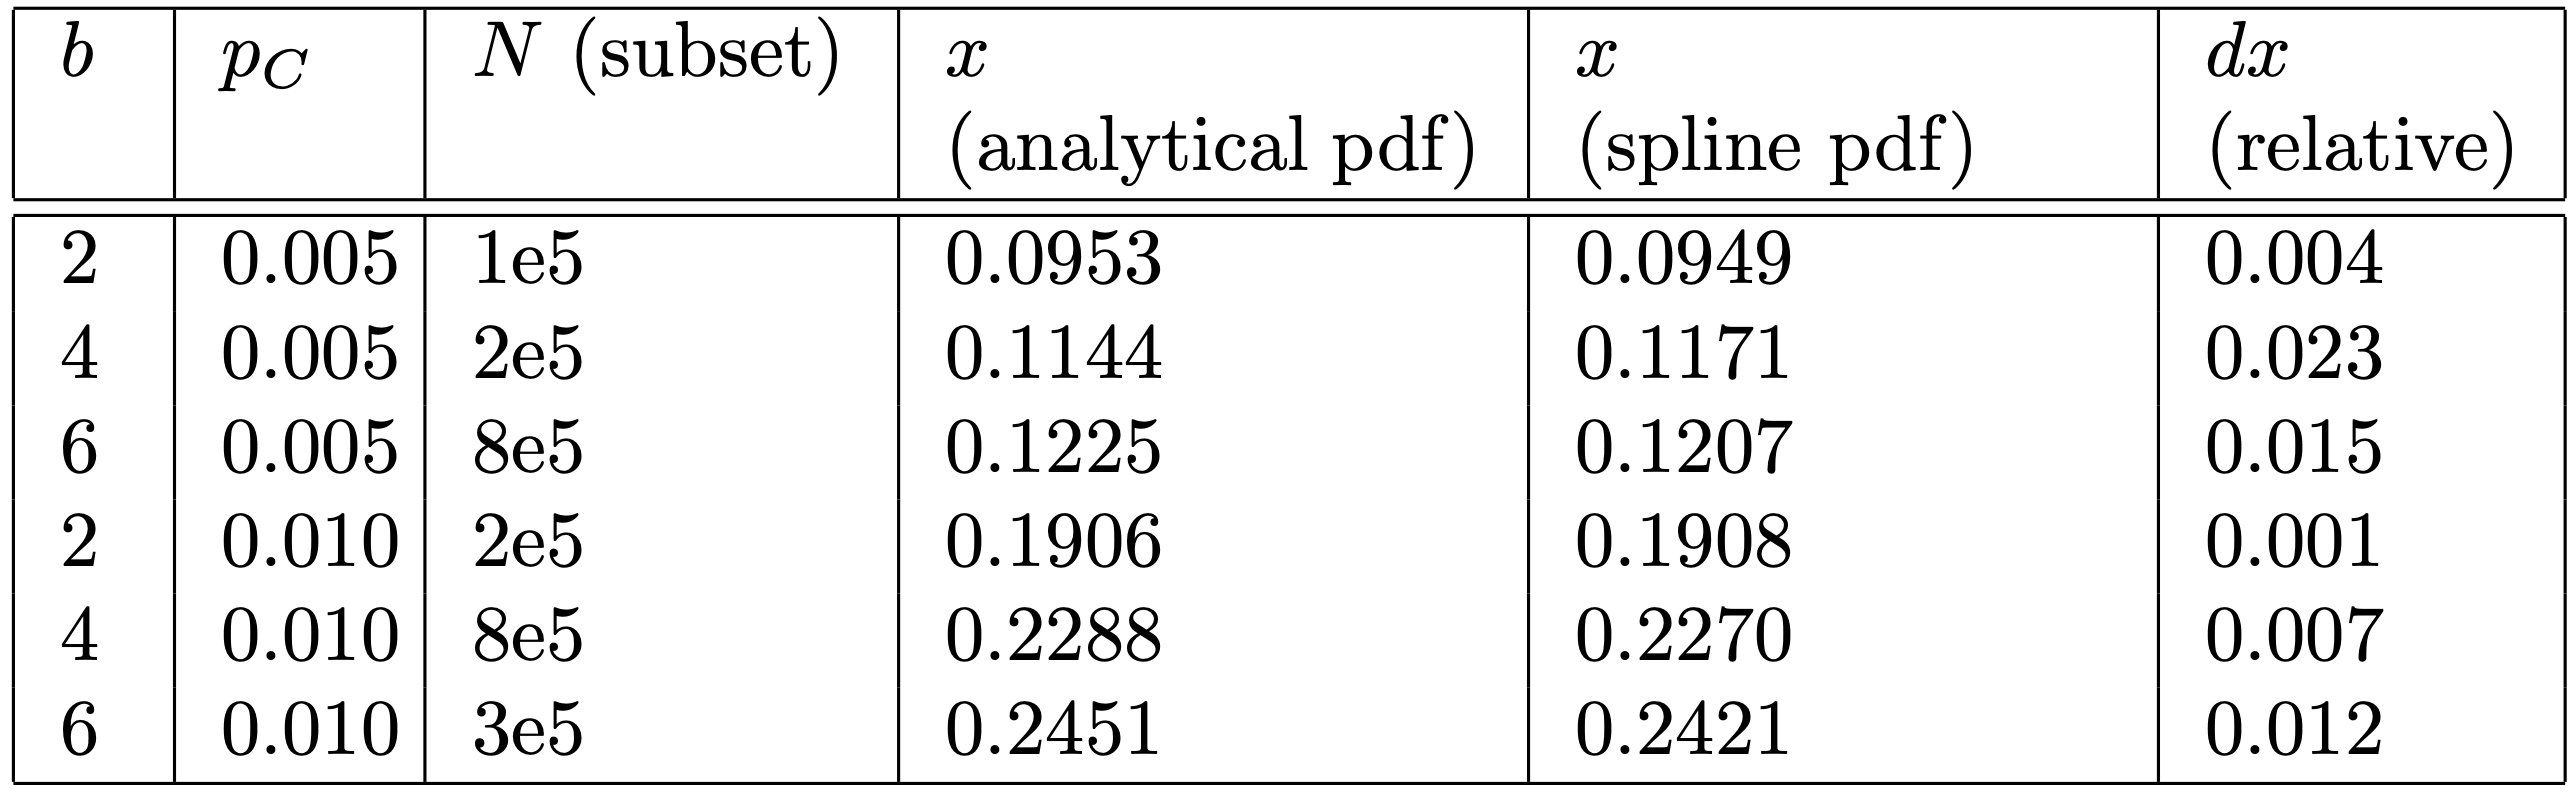 b p_C N (subset) x x dx
(analytical pdf) (spline pdf) (relative)
2 0.005 1e5 0.0953 0.0949 0.004
4 0.005 2e5 0.1144 0.1171 0.023
6 0.005 8e5 0.1225 0.1207 0.015
2 0.010 2e5 0.1906 0.1908 0.001
4 0.010 8e5 0.2288 0.2270 0.007
6 0.010 3e5 0.2451 0.2421 0.012